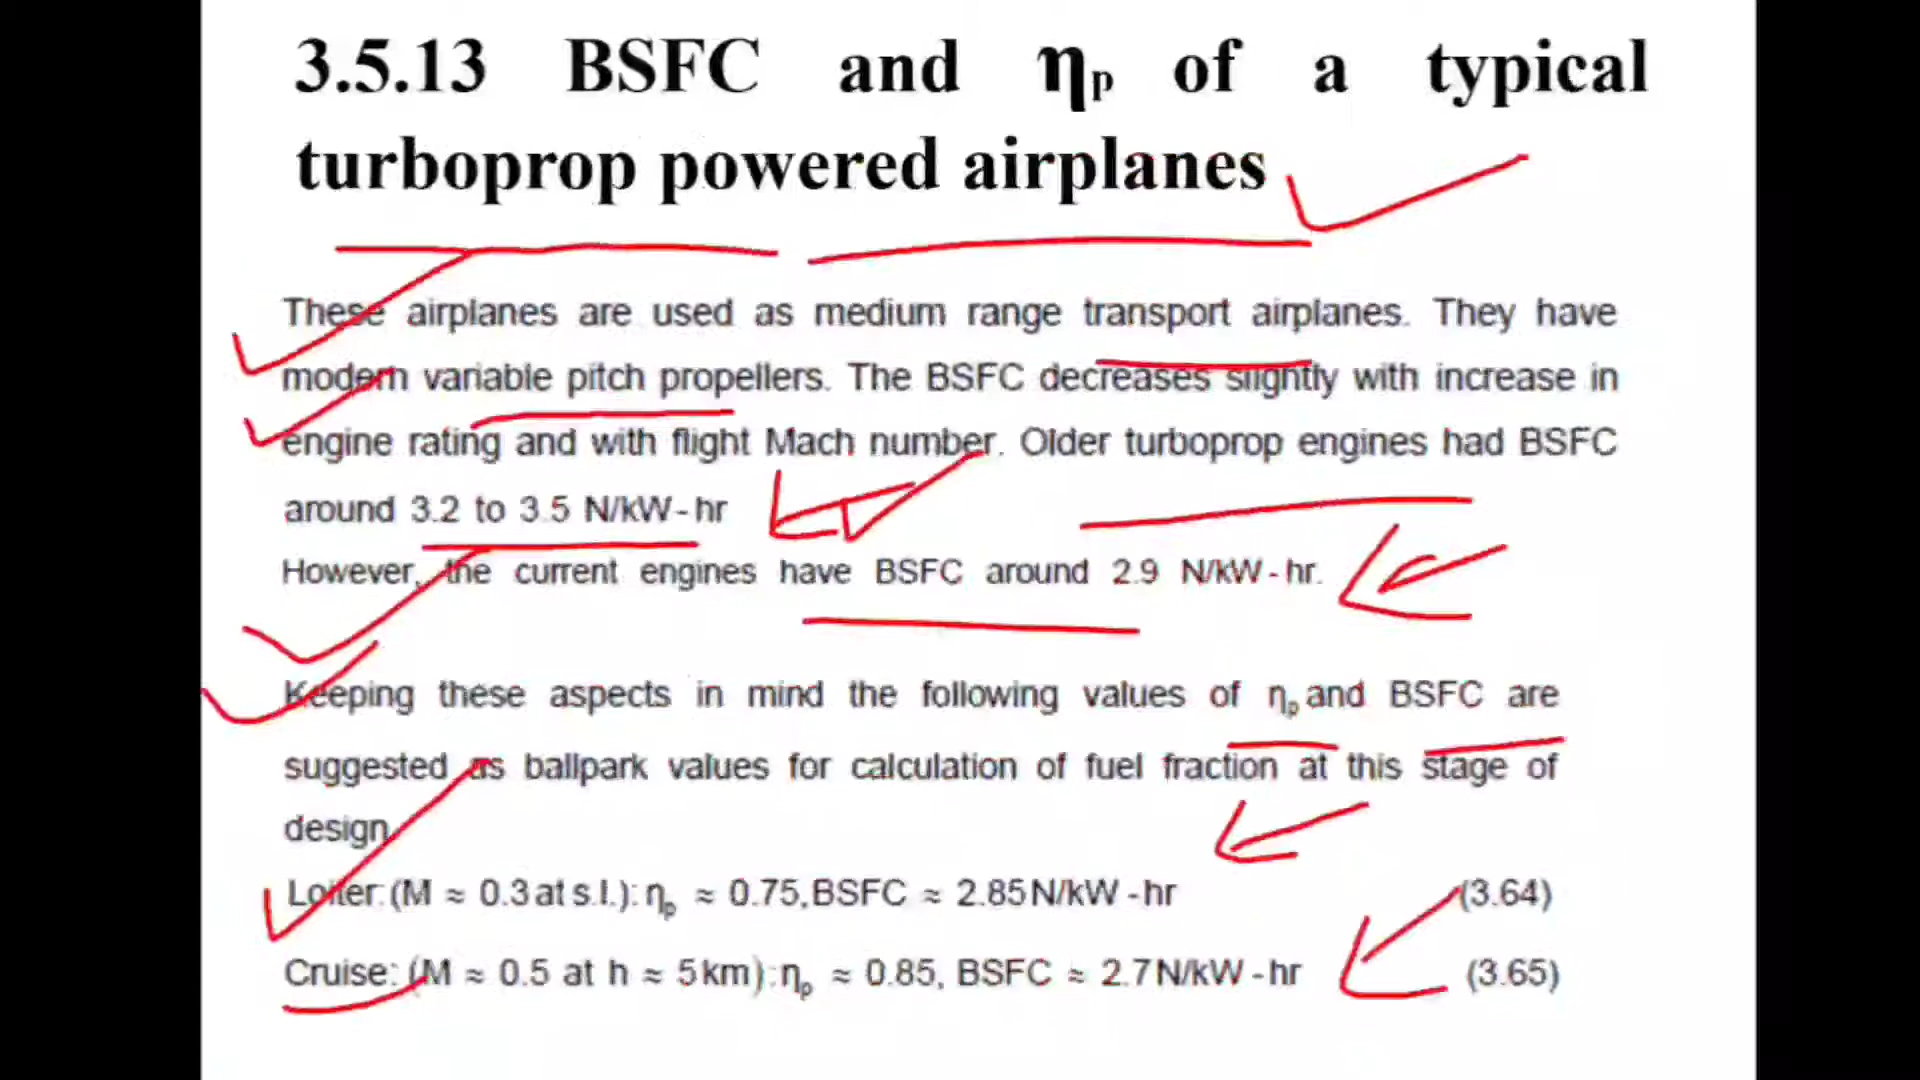 3.5.13 BSFC and ηp of a typical
turboprop powered airplanes
These airplanes are used as medium range transport airplanes. They have
modern variable pitch propellers. The BSFC decreases slightly with increase in
engine rating and with flight Mach number. Older turboprop engines had BSFC
around 3.2 to 3.5 N/kW-hr
However, the current engines have BSFC around 2.9 N/kW-hr.
Keeping these aspects in mind the following values of ηp and BSFC are
suggested as ballpark values for calculation of fuel fraction at this stage of
design
Loiter: (M ≈ 0.3 at s.l.): ηp ≈ 0.75, BSFC ≈ 2.85 N/kW-hr (3.64)
Cruise: (M ≈ 0.5 at h ≈ 5 km): ηp ≈ 0.85, BSFC ≈ 2.7 N/kW-hr (3.65)